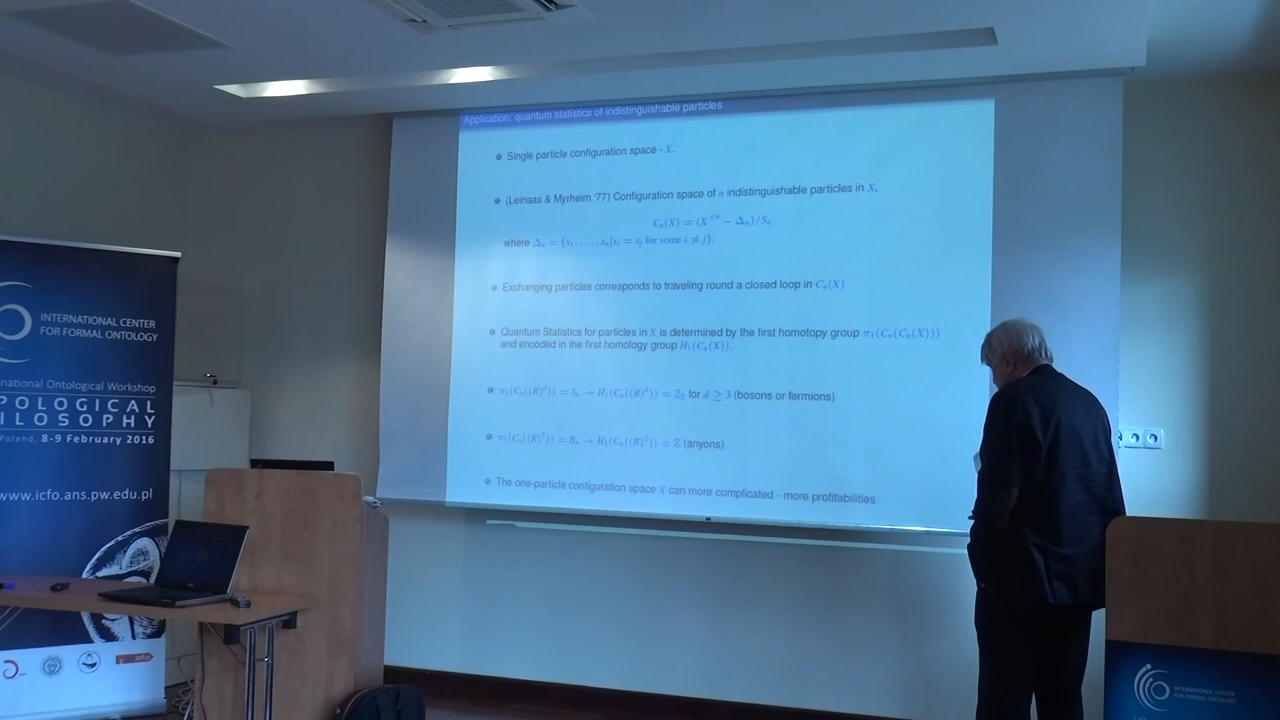 Application: quantum statistics of indistinguishable particles
Single particle configuration space - X.
(Leinaas & Myrheim '77) Configuration space of n indistinguishable particles in X,
C_n(X) = (X^{×n} − Δ_n)/S_n
where Δ_n = {x_1, . . . , x_n|x_i = x_j for some i ≠ j}.
Exchanging particles corresponds to traveling round a closed loop in C_n(X)
Quantum Statistics for particles in X is determined by the first homotopy group π_1(C_n(C_n(X)))
and encoded in the first homology group H_1(C_n(X)).
π_1(C_n((R)^d)) = S_n → H_1(C_n((R)^d)) = Z_2 for d ≥ 3 (bosons or fermions)
π_1(C_n((R)^2)) = B_n → H_1(C_n((R)^2)) = Z (anyons)
The one-particle configuration space X can more complicated - more profitabilities
INTERNATIONAL CENTER
FOR FORMAL ONTOLOGY
national Ontological Workshop
POLOGICAL
ILOSOPHY
Poland, 8-9 February 2016
www.icfo.ans.pw.edu.pl
INTERNATIONAL CENTER
FOR FORMAL ONTOLOGY